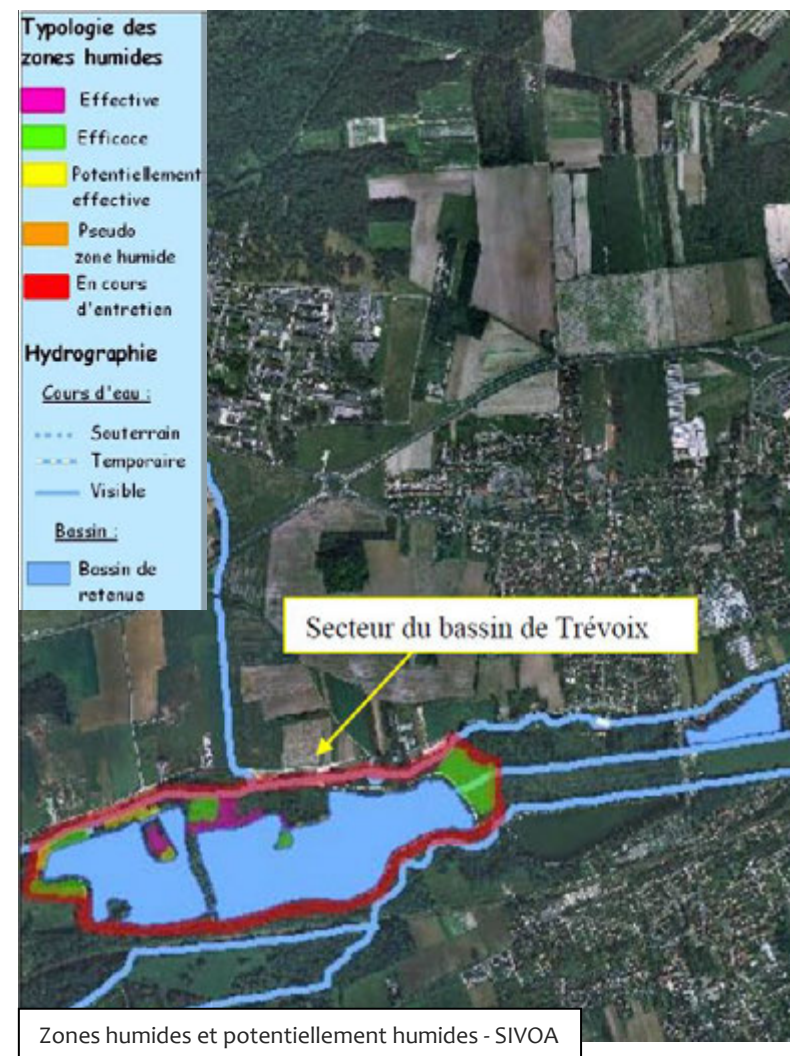 Typologie des
zones humides
Effective
Efficace
Potentiellement
effective
Pseudo
zone humide
En cours
d'entretien
Hydrographie
Cours d'eau :
Souterrain
Temporaire
Visible
Bassin :
Bassin de
retenue
Secteur du bassin de Trévoix
Zones humides et potentiellement humides - SIVOA